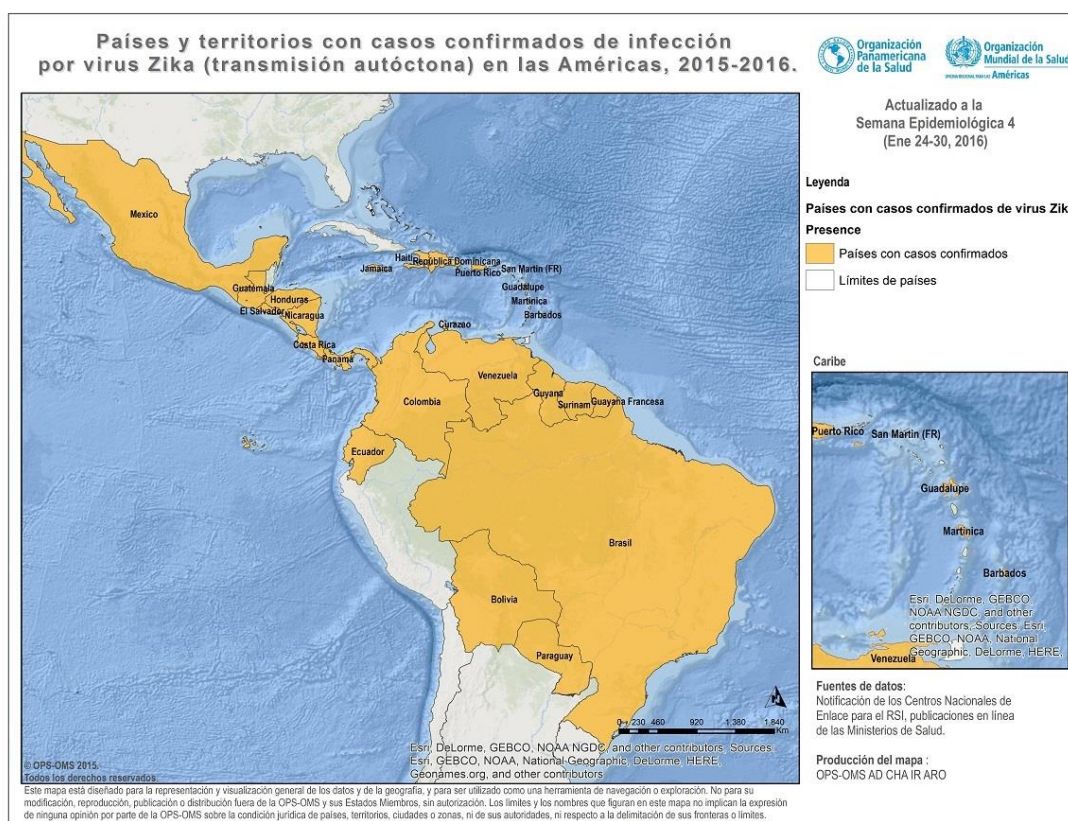 Países y territorios con casos confirmados de infección
por virus Zika (transmisión autóctona) en las Américas, 2015-2016.
Organización
Panamericana
de la Salud
Organización
Mundial de la Salud
OFICINA REGIONAL PARA LAS Américas
Actualizado a la
Semana Epidemiológica 4
(Ene 24-30, 2016)
Leyenda
Países con casos confirmados de virus Zik
Presence
Países con casos confirmados
Límites de países
Mexico
Guatemala
Honduras
El Salvador
Nicaragua
Costa Rica
Panamá
Jamaica
Haití
República Dominicana
Puerto Rico
San Martín (FR)
Guadalupe
Martinica
Barbados
Curazao
Venezuela
Colombia
Guyana
Surinam
Guayana Francesa
Ecuador
Brasil
Bolivia
Paraguay
N
0 230 460 920 1.380 1.840
Km
Esri, DeLorme, GEBCO, NOAA NGDC, and other contributors, Sources:
Esri, GEBCO, NOAA, National Geographic, DeLorme, HERE,
Geonames.org, and other contributors
© OPS-OMS 2015.
Todos los derechos reservados.
Caribe
Puerto Rico
San Martín (FR)
Guadalupe
Martinica
Barbados
Esri, DeLorme, GEBCO,
NOAA NGDC, and other
contributors, Sources: Esri,
GEBCO, NOAA, National
Geographic, DeLorme, HERE,
Venezuela
Fuentes de datos:
Notificación de los Centros Nacionales de
Enlace para el RSI, publicaciones en línea
de las Ministerios de Salud.
Producción del mapa :
OPS-OMS AD CHA IR ARO
Este mapa está diseñado para la representación y visualización general de los datos y de la geografía, y para ser utilizado como una herramienta de navegación o exploración. No para su
modificación, reproducción, publicación o distribución fuera de la OPS-OMS y sus Estados Miembros, sin autorización. Los límites y los nombres que figuran en este mapa no implican la expresión
de ninguna opinión por parte de la OPS-OMS sobre la condición jurídica de países, territorios, ciudades o zonas, ni de sus autoridades, ni respecto a la delimitación de sus fronteras o límites.